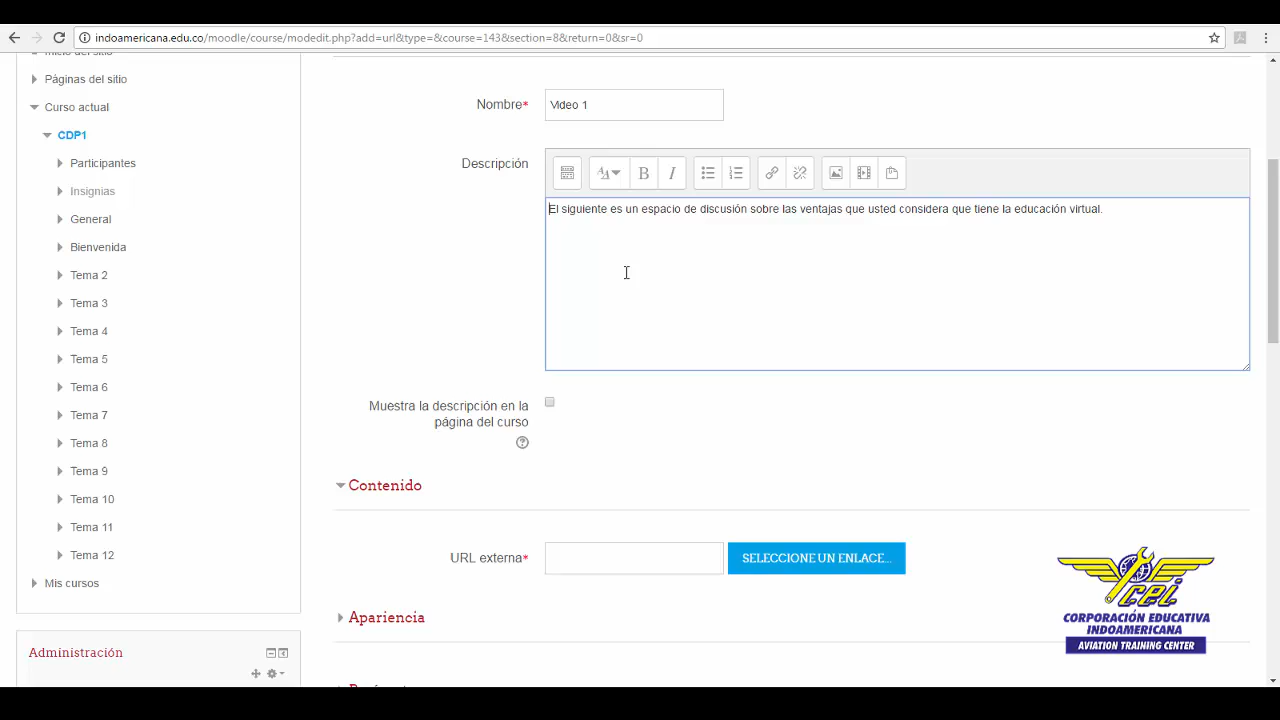 indoamericana.edu.co/moodle/course/modedit.php?add=url&type=&course=143&section=8&return=0&sr=0
Inicio del sitio
Páginas del sitio
Curso actual
CDP1
Participantes
Insignias
General
Bienvenida
Tema 2
Tema 3
Tema 4
Tema 5
Tema 6
Tema 7
Tema 8
Tema 9
Tema 10
Tema 11
Tema 12
Mis cursos
Administración
Nombre*
Video 1
Descripción
B I
El siguiente es un espacio de discusión sobre las ventajas que usted considera que tiene la educación virtual.
Muestra la descripción en la
página del curso
Contenido
URL externa*
SELECCIONE UN ENLACE...
Apariencia
cei
CORPORACIÓN EDUCATIVA
INDOAMERICANA
AVIATION TRAINING CENTER